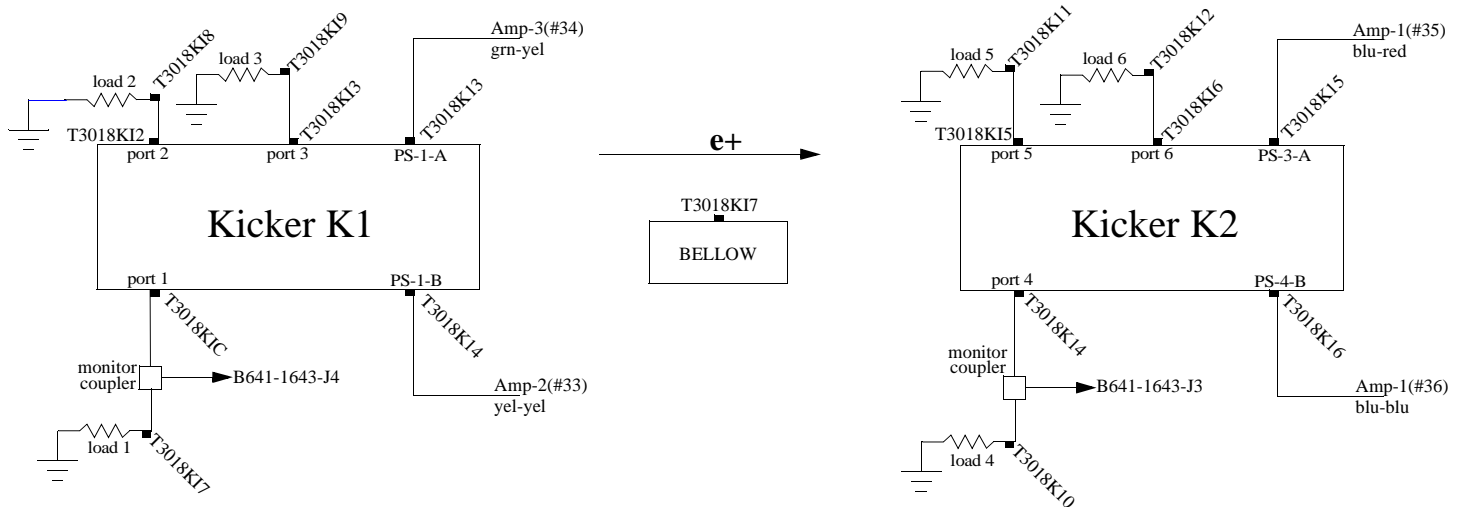 Amp-3(#34)
grn-yel
T3018KI8
T3018KI9
load 3
load 2
T3018KI2
T3018KI3
T3018K13
port 2
port 3
PS-1-A
Kicker K1
port 1
PS-1-B
T3018KIC
T3018K14
monitor
coupler
B641-1643-J4
Amp-2(#33)
yel-yel
load 1
T3018KI7
e+
T3018KI7
BELLOW
Amp-1(#35)
blu-red
T3018K11
T3018K12
load 5
load 6
T3018KI5
T3018KI6
T3018K15
port 5
port 6
PS-3-A
Kicker K2
port 4
PS-4-B
T3018K14
T3018K16
monitor
coupler
B641-1643-J3
Amp-1(#36)
blu-blu
load 4
T3018K10